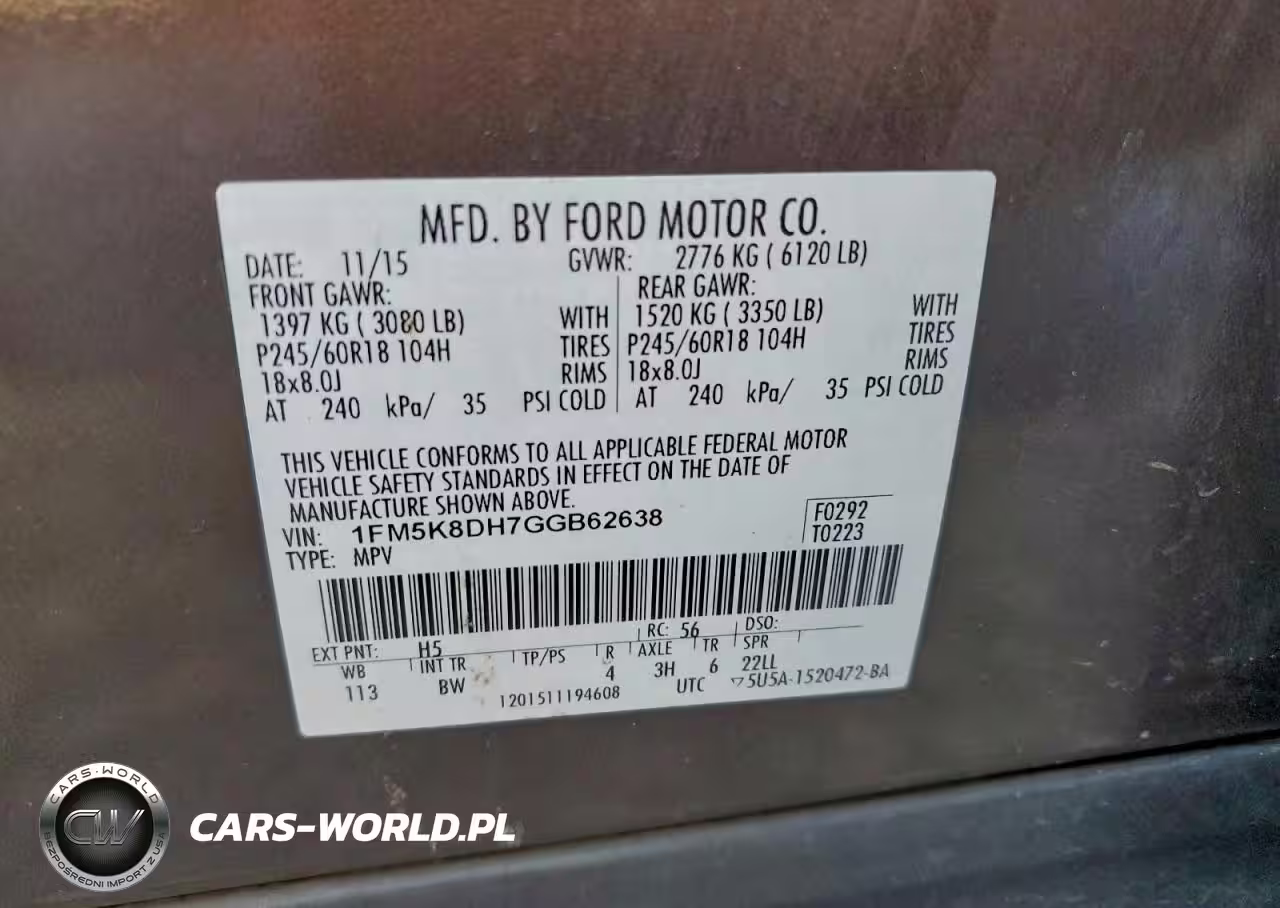 MFD. BY FORD MOTOR CO.
DATE: 11/15 GVWR: 2776 KG ( 6120 LB)
FRONT GAWR: REAR GAWR:
1397 KG ( 3080 LB) WITH 1520 KG ( 3350 LB) WITH
P245/60R18 104H TIRES P245/60R18 104H TIRES
18x8.0J RIMS 18x8.0J RIMS
AT 240 kPa/ 35 PSI COLD AT 240 kPa/ 35 PSI COLD
THIS VEHICLE CONFORMS TO ALL APPLICABLE FEDERAL MOTOR
VEHICLE SAFETY STANDARDS IN EFFECT ON THE DATE OF
MANUFACTURE SHOWN ABOVE.
VIN: 1FM5K8DH7GGB62638 F0292
TYPE: MPV T0223
EXT PNT: H5 RC: 56 DSO:
WB INT TR TP/PS R AXLE TR SPR
113 BW 4 3H 6 22LL
1201511194608 UTC ▽5U5A-1520472-BA
CARS-WORLD
CW
BEZPOŚREDNI IMPORT Z USA
CARS-WORLD.PL